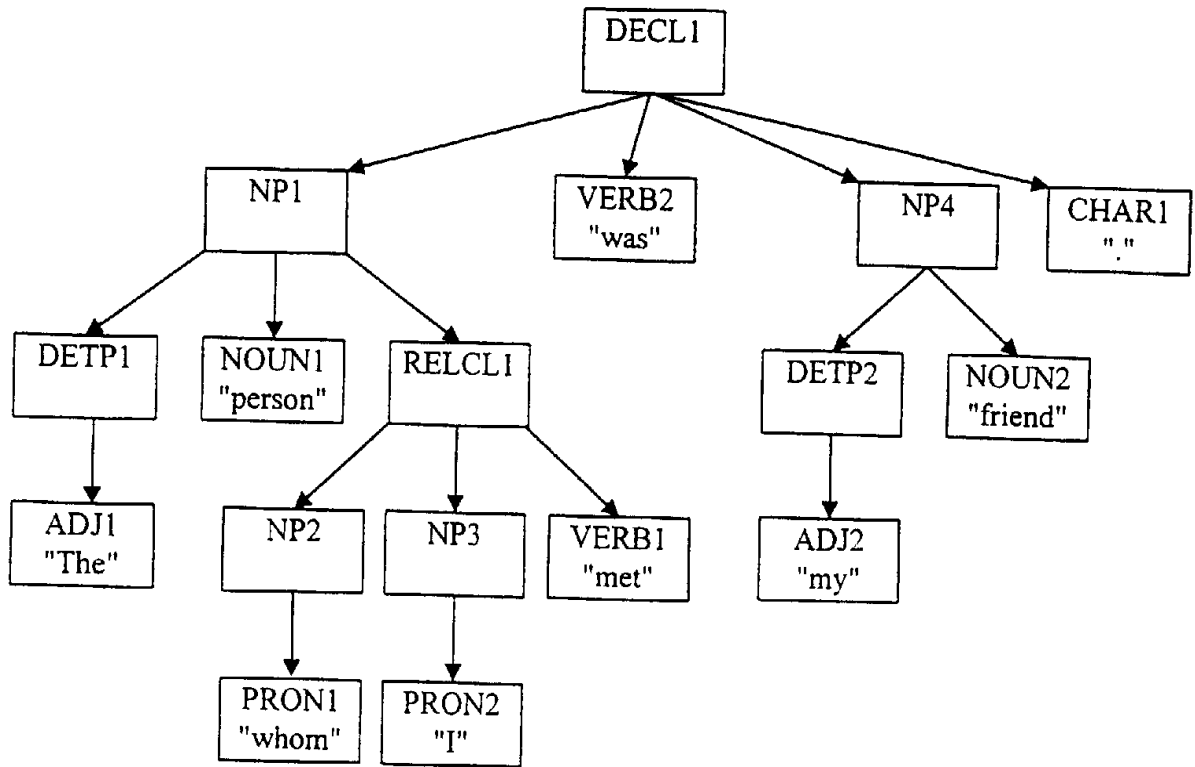 DECL1
NP1
VERB2
"was"
NP4
CHAR1
"."
DETP1
NOUN1
"person"
RELCL1
DETP2
NOUN2
"friend"
ADJ1
"The"
NP2
NP3
VERB1
"met"
ADJ2
"my"
PRON1
"whom"
PRON2
"I"